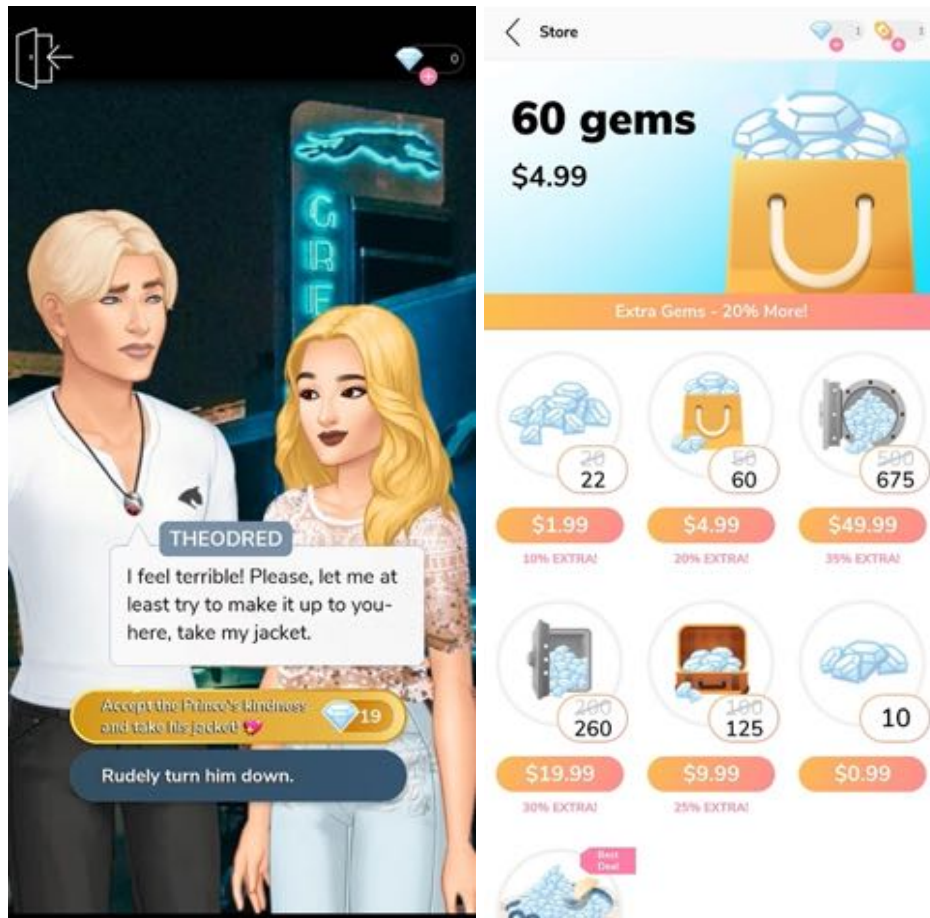 0
G
R
E
THEODRED
I feel terrible! Please, let me at
least try to make it up to you-
here, take my jacket.
Accept the Prince's kindness
and take his jacket!
19
Rudely turn him down.
Store
1
1
60 gems
$4.99
Extra Gems - 20% More!
20
22
50
60
500
675
$1.99
$4.99
$49.99
10% EXTRA!
20% EXTRA!
35% EXTRA!
200
260
100
125
10
$19.99
$9.99
$0.99
30% EXTRA!
25% EXTRA!
Best
Deal